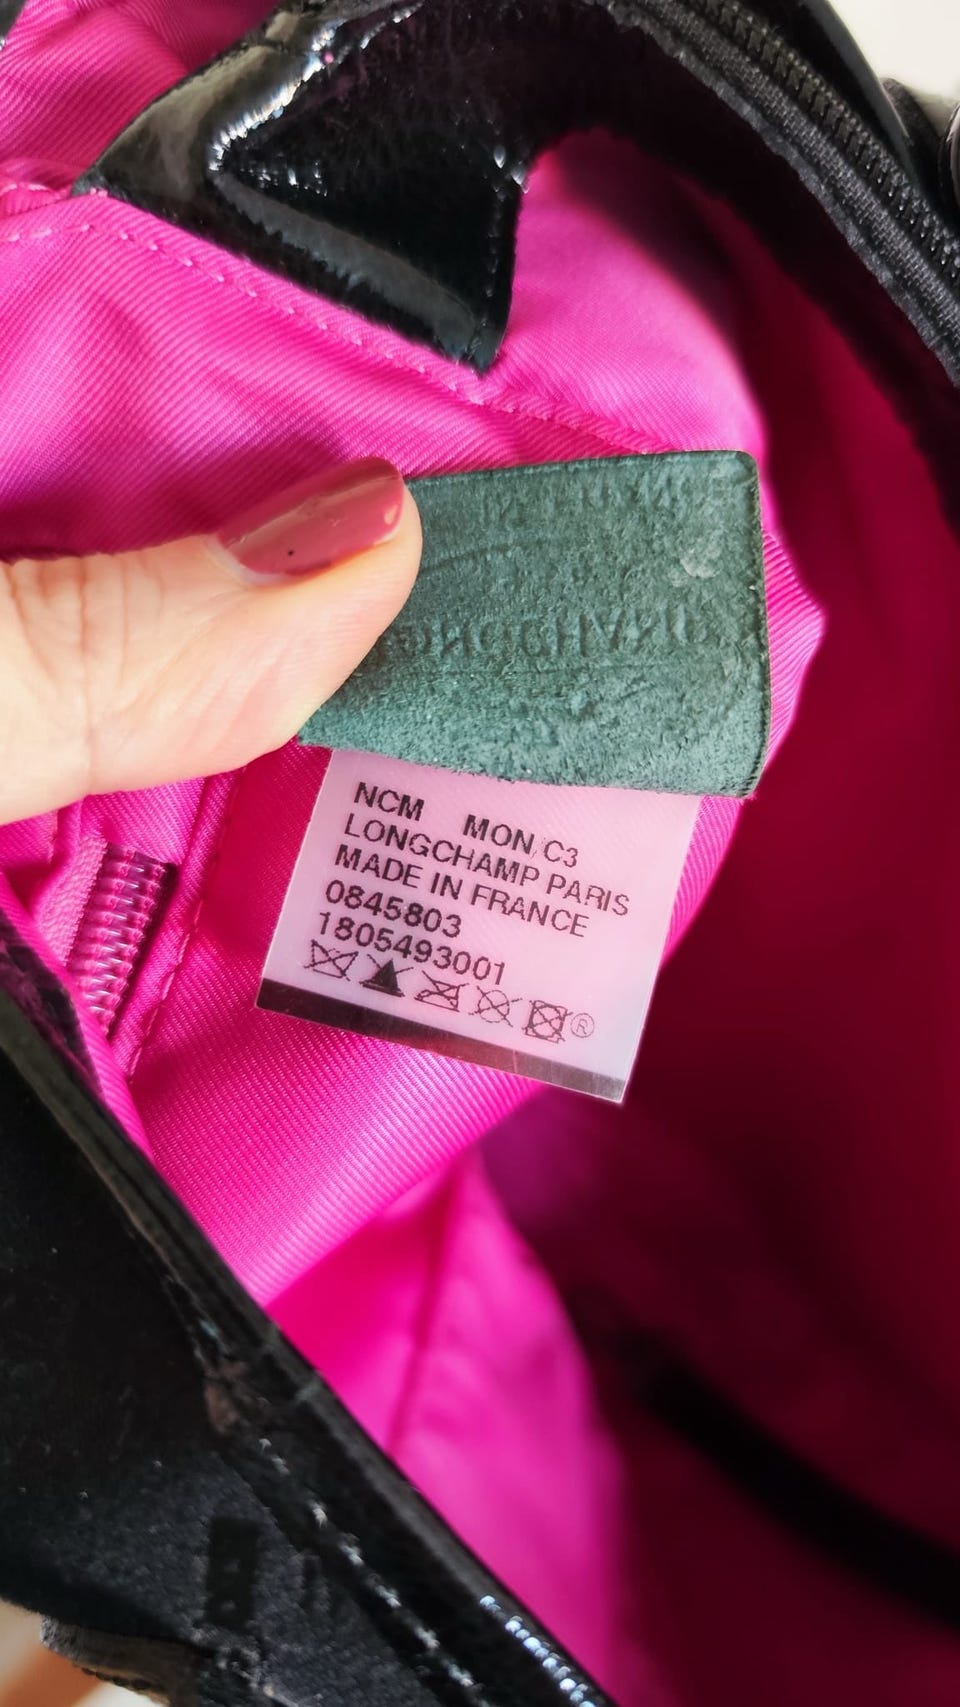 NCM MON C3
LONGCHAMP PARIS
MADE IN FRANCE
0845803
1805493001
®